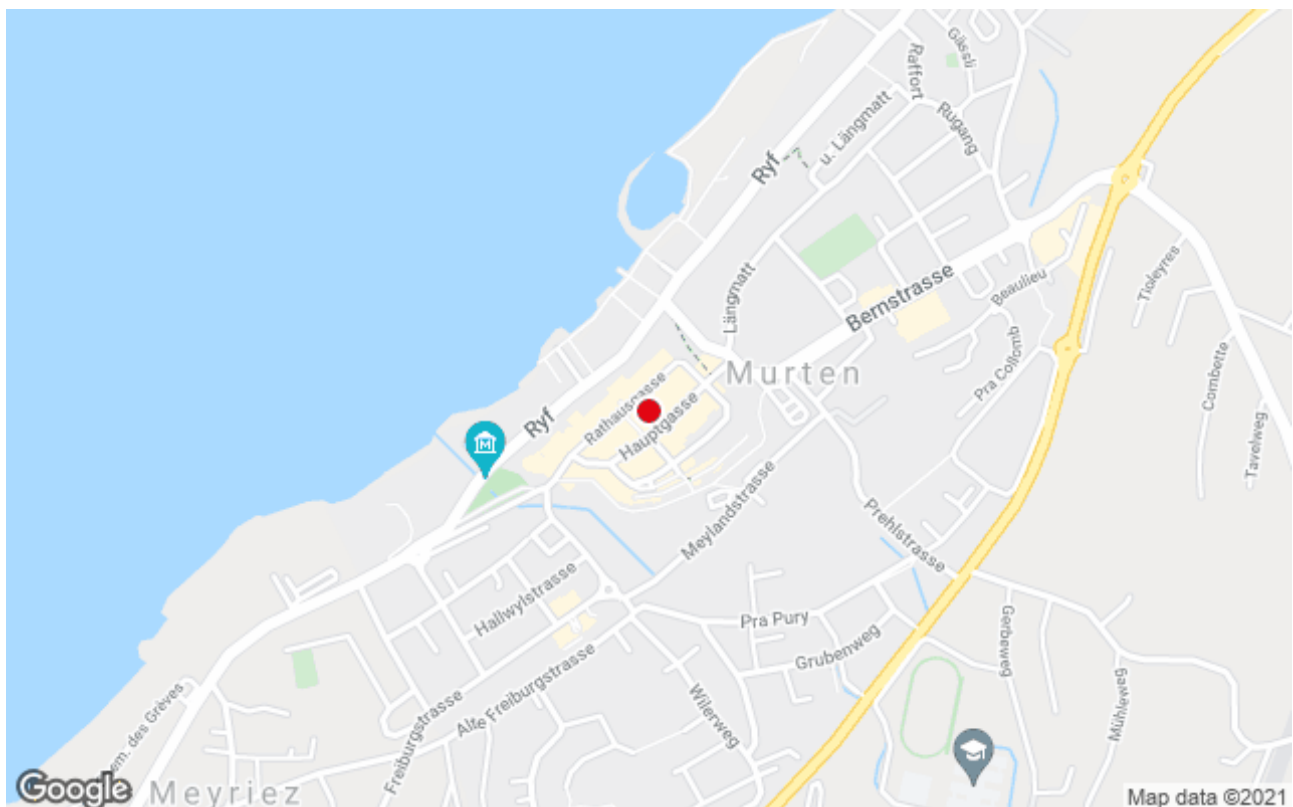 Gässli
Raffort
Rugang
u. Längmatt
Ryf
Längmatt
Bernstrasse
Beaulieu
Tioleyres
Pra Collomb
Combette
Tavelweg
Murten
Rathausgasse
Hauptgasse
Ryf
M
Meylandstrasse
Prehlstrasse
Hallwylstrasse
Pra Pury
Grubenweg
Gerbeweg
Mühleweg
Wilerweg
Alte Freiburgstrasse
Freiburgstrasse
em. des Grèves
Meyriez
Google
Map data ©2021